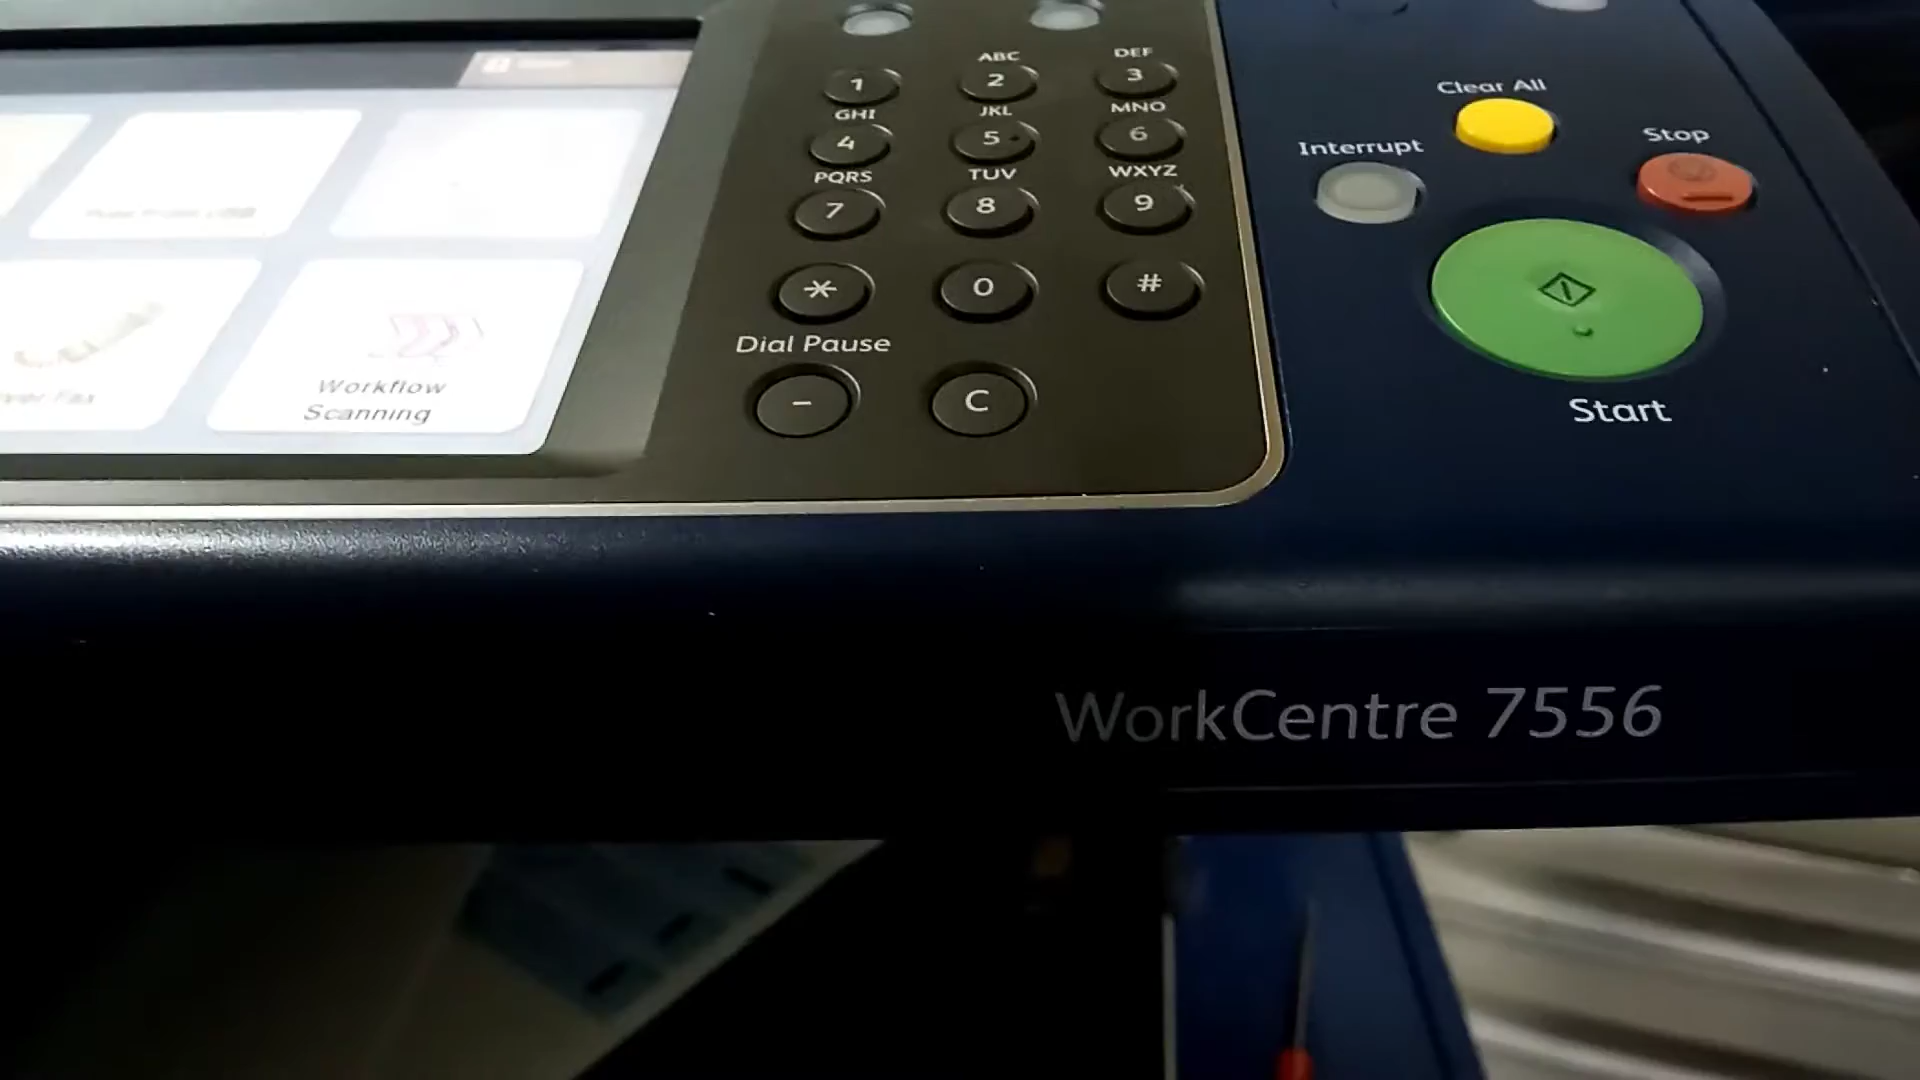 ABC
DEF
1
2
3
GHI
JKL
MNO
4
5
6
PQRS
TUV
WXYZ
7
8
9
*
0
#
Dial Pause
-
C
Clear All
Interrupt
Stop
Start
Workflow
Scanning
WorkCentre 7556